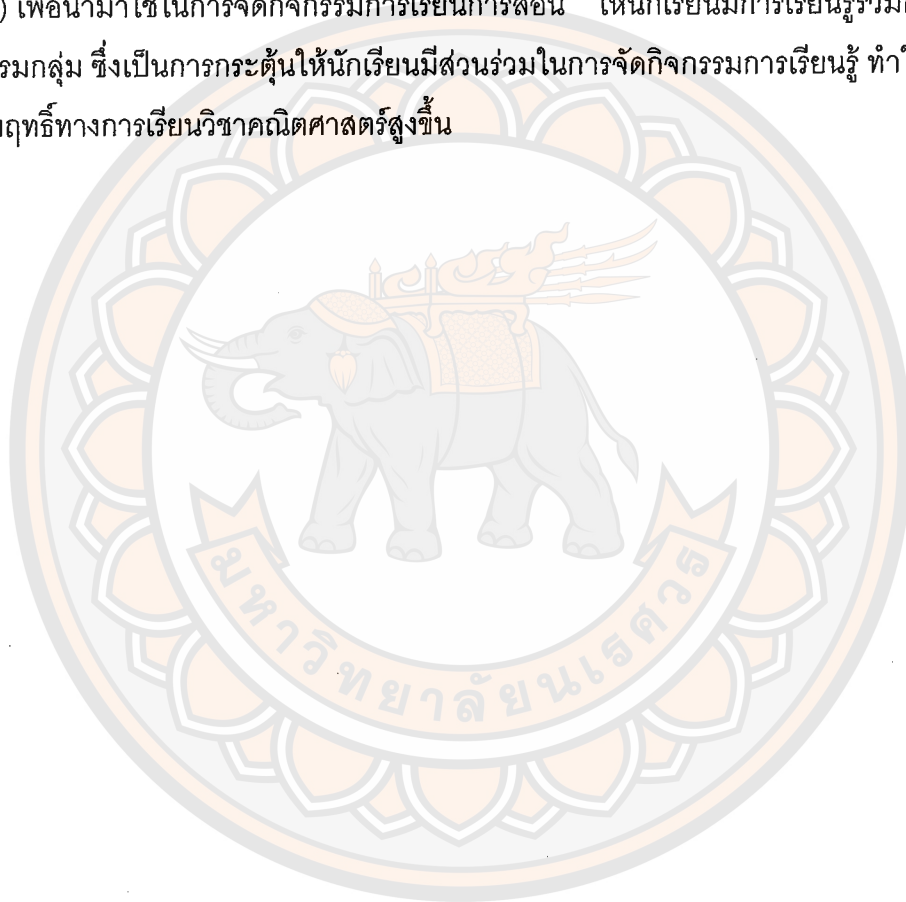 ) เพื่อนำมาใช้ในการจัดกิจกรรมการเรียนการสอน ให้นักเรียนมีการเรียนรู้ร่วม
รมกลุ่ม ซึ่งเป็นการกระตุ้นให้นักเรียนมีส่วนร่วมในการจัดกิจกรรมการเรียนรู้ ทำ
ฤทธิ์ทางการเรียนวิชาคณิตศาสตร์สูงขึ้น
มหาวิทยาลัยนเรศวร